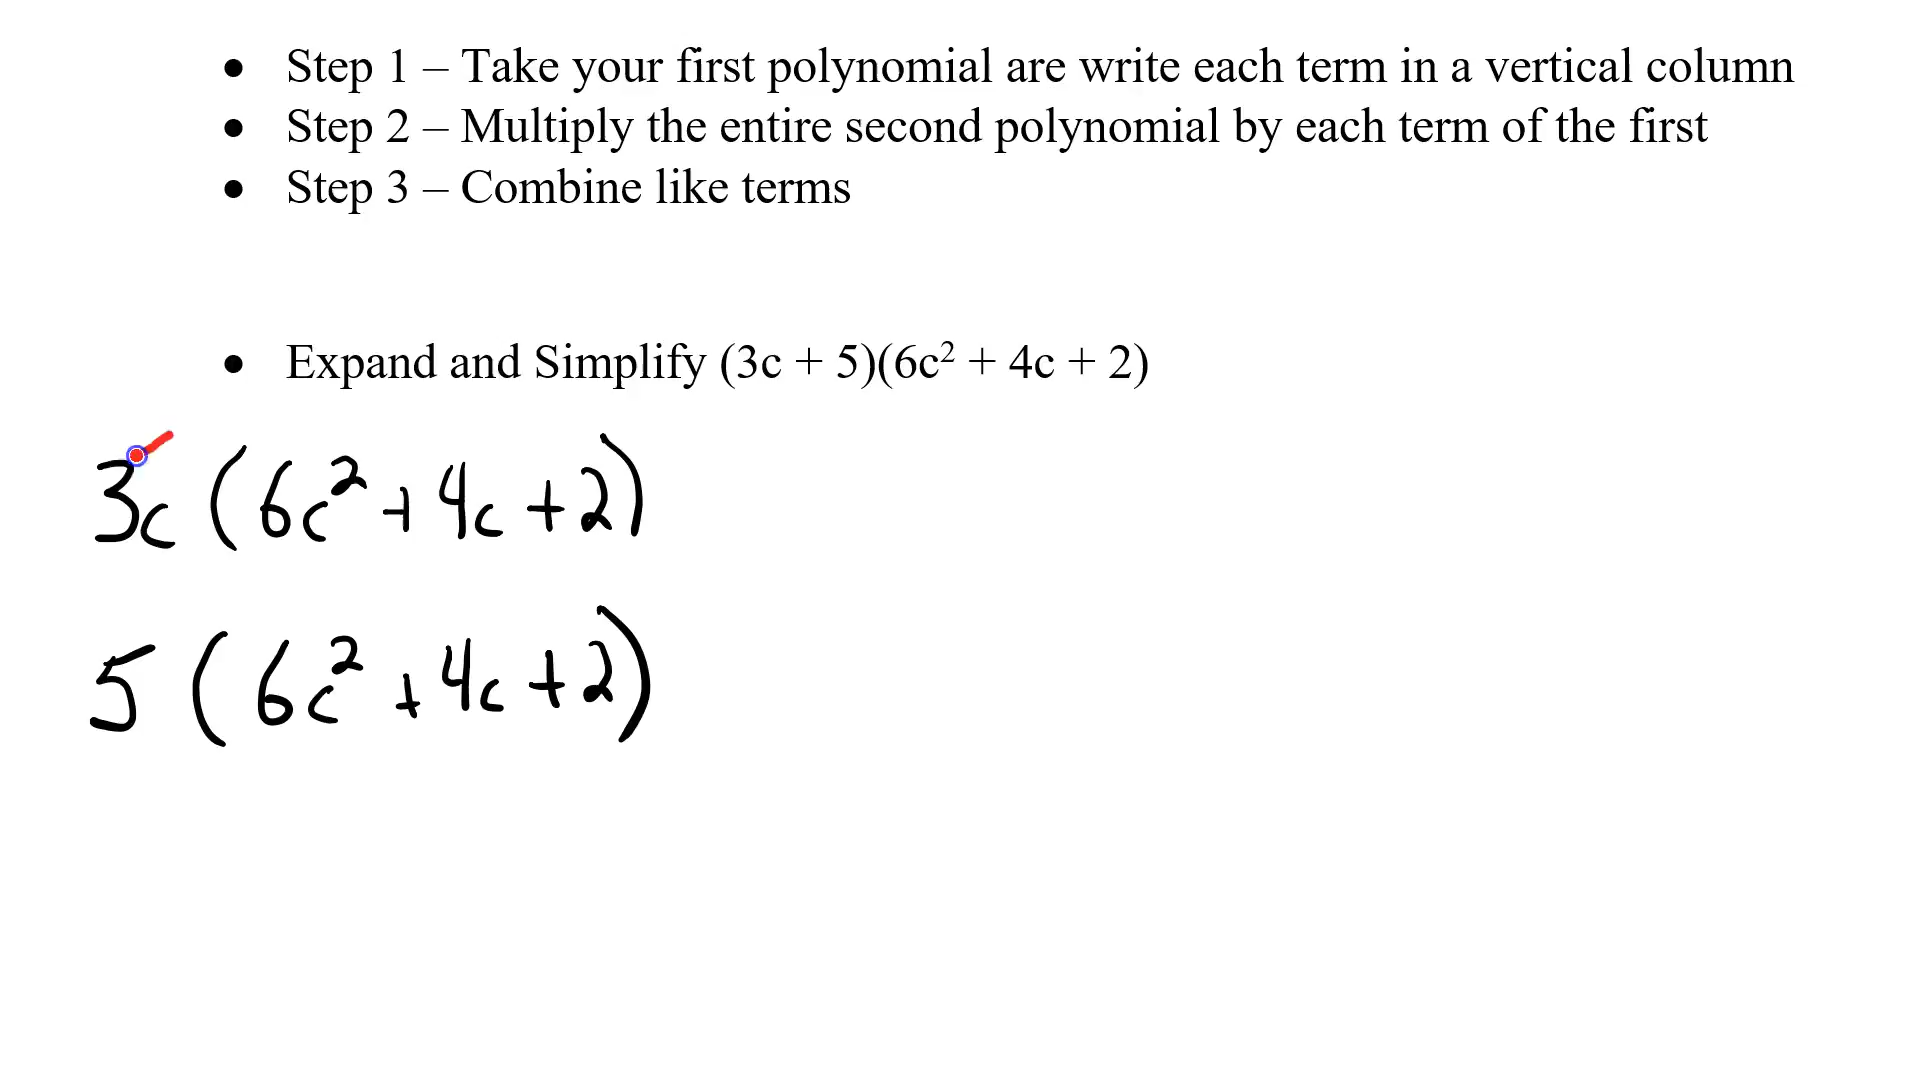 • Step 1 – Take your first polynomial are write each term in a vertical column
• Step 2 – Multiply the entire second polynomial by each term of the first
• Step 3 – Combine like terms
• Expand and Simplify (3c + 5)(6c² + 4c + 2)
3c (6c² + 4c + 2)
5 (6c² + 4c + 2)